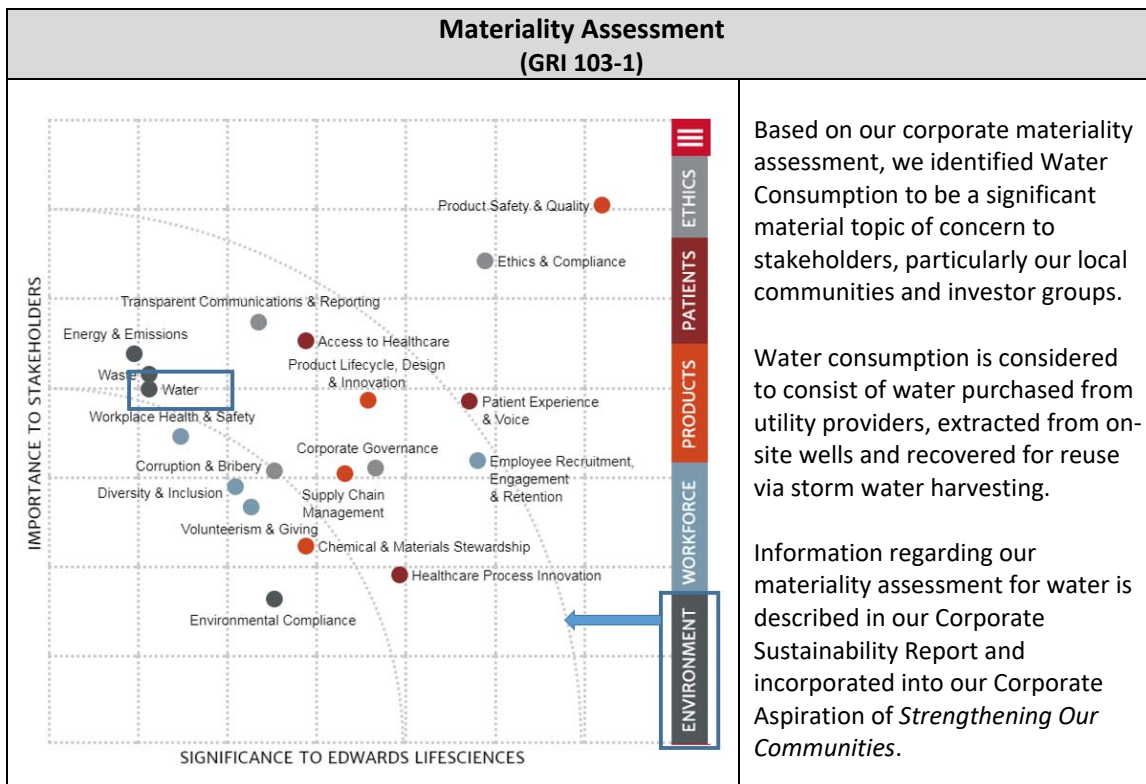 Materiality Assessment
(GRI 103-1)
IMPORTANCE TO STAKEHOLDERS
Product Safety & Quality
Ethics & Compliance
Transparent Communications & Reporting
Energy & Emissions
Access to Healthcare
Waste
Product Lifecycle, Design
& Innovation
Water
Patient Experience
& Voice
Workplace Health & Safety
Corporate Governance
Corruption & Bribery
Employee Recruitment,
Engagement
& Retention
Diversity & Inclusion
Supply Chain
Management
Volunteerism & Giving
Chemical & Materials Stewardship
Healthcare Process Innovation
Environmental Compliance
SIGNIFICANCE TO EDWARDS LIFESCIENCES
ETHICS
PATIENTS
PRODUCTS
WORKFORCE
ENVIRONMENT
Based on our corporate materiality
assessment, we identified Water
Consumption to be a significant
material topic of concern to
stakeholders, particularly our local
communities and investor groups.
Water consumption is considered
to consist of water purchased from
utility providers, extracted from on-
site wells and recovered for reuse
via storm water harvesting.
Information regarding our
materiality assessment for water is
described in our Corporate
Sustainability Report and
incorporated into our Corporate
Aspiration of Strengthening Our
Communities.